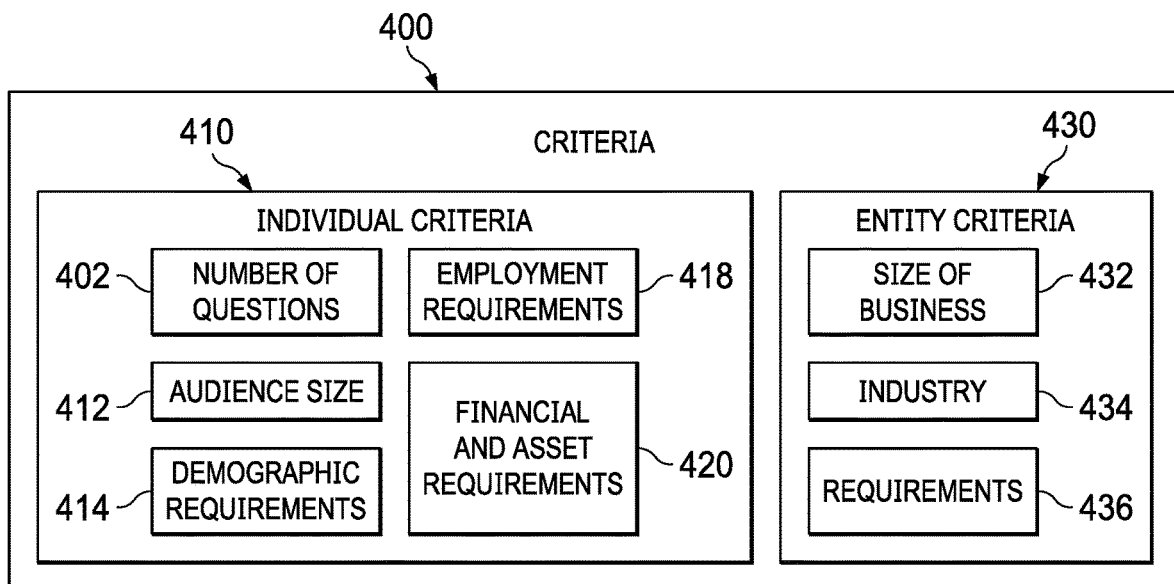 400
410
CRITERIA
430
INDIVIDUAL CRITERIA
402
NUMBER OF
QUESTIONS
EMPLOYMENT
REQUIREMENTS
418
412
AUDIENCE SIZE
FINANCIAL
AND ASSET
REQUIREMENTS
420
414
DEMOGRAPHIC
REQUIREMENTS
ENTITY CRITERIA
SIZE OF
BUSINESS
432
INDUSTRY
434
REQUIREMENTS
436